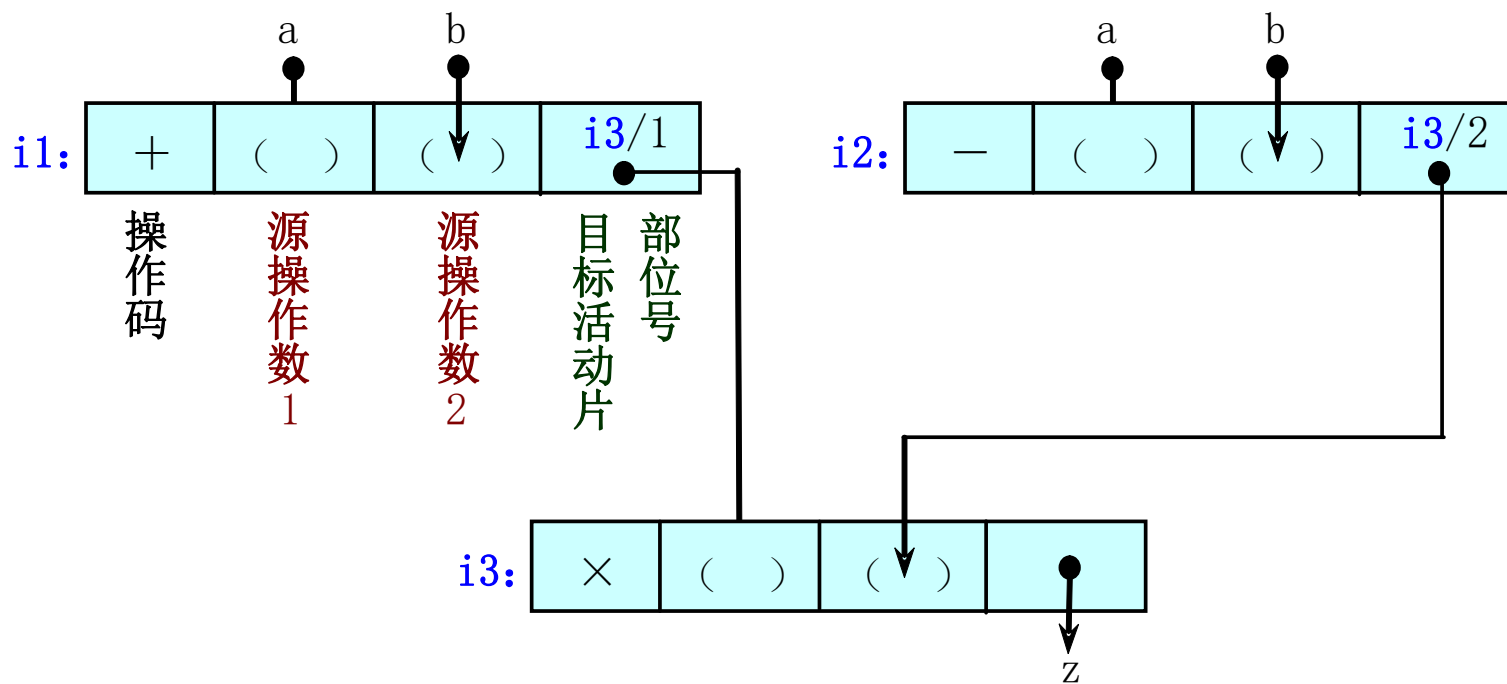 a b
a b
i1: + ( ) ( ) i3/1
i2: － ( ) ( ) i3/2
操作码
源操作数1
源操作数2
目标活动片
部位号
i3: × ( ) ( )
z